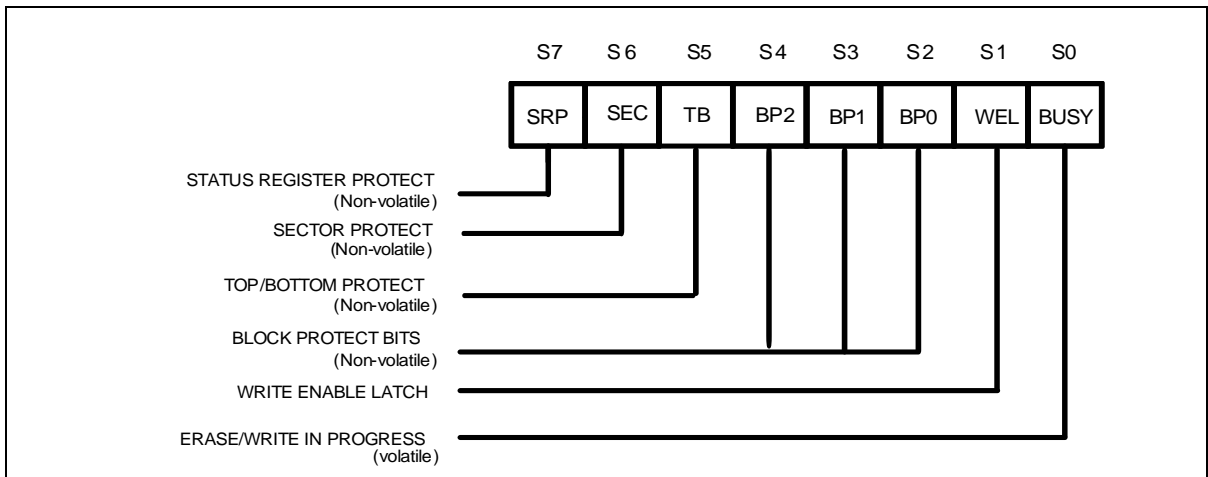 S7 S6 S5 S4 S3 S2 S1 S0
SRP SEC TB BP2 BP1 BP0 WEL BUSY
STATUS REGISTER PROTECT
(Non-volatile)
SECTOR PROTECT
(Non-volatile)
TOP/BOTTOM PROTECT
(Non-volatile)
BLOCK PROTECT BITS
(Non-volatile)
WRITE ENABLE LATCH
ERASE/WRITE IN PROGRESS
(volatile)